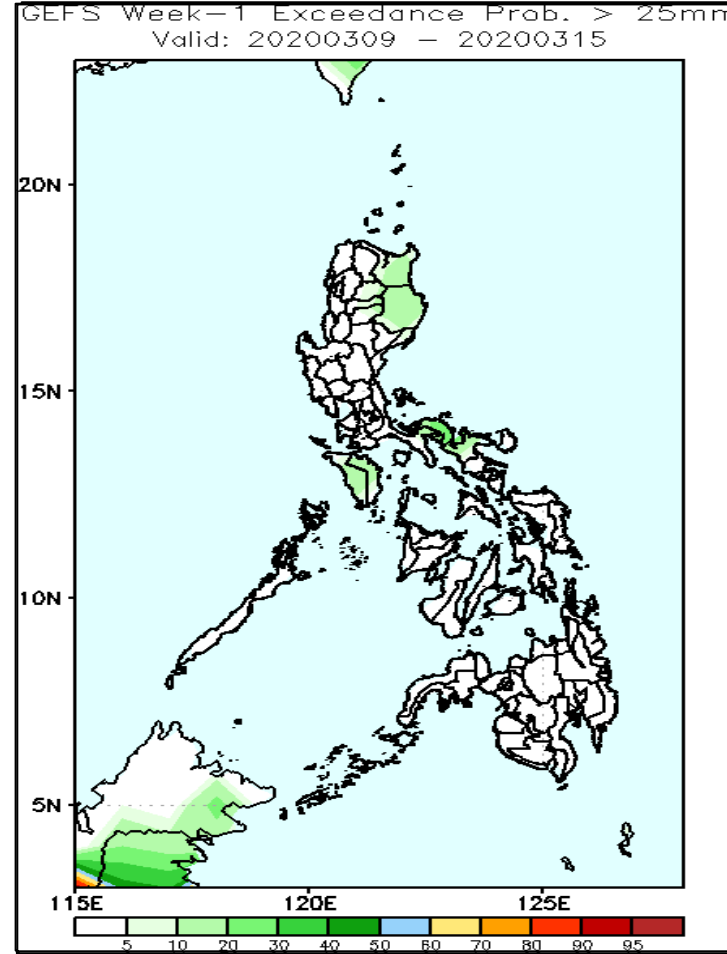 GEFS Week-1 Exceedance Prob. > 25mm
Valid: 20200309 - 20200315
20N
15N
10N
5N
115E 120E 125E
5 10 20 30 40 50 60 70 80 90 95